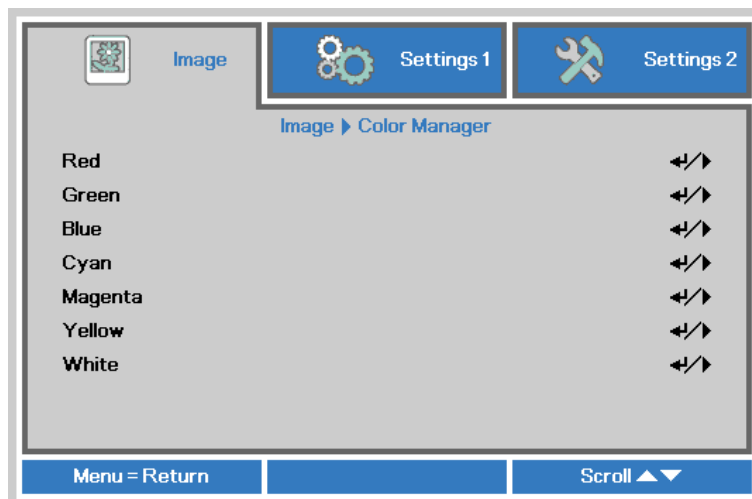 Image Settings 1 Settings 2
Image ▶ Color Manager
Red ↵/▶
Green ↵/▶
Blue ↵/▶
Cyan ↵/▶
Magenta ↵/▶
Yellow ↵/▶
White ↵/▶
Menu = Return Scroll ▲▼